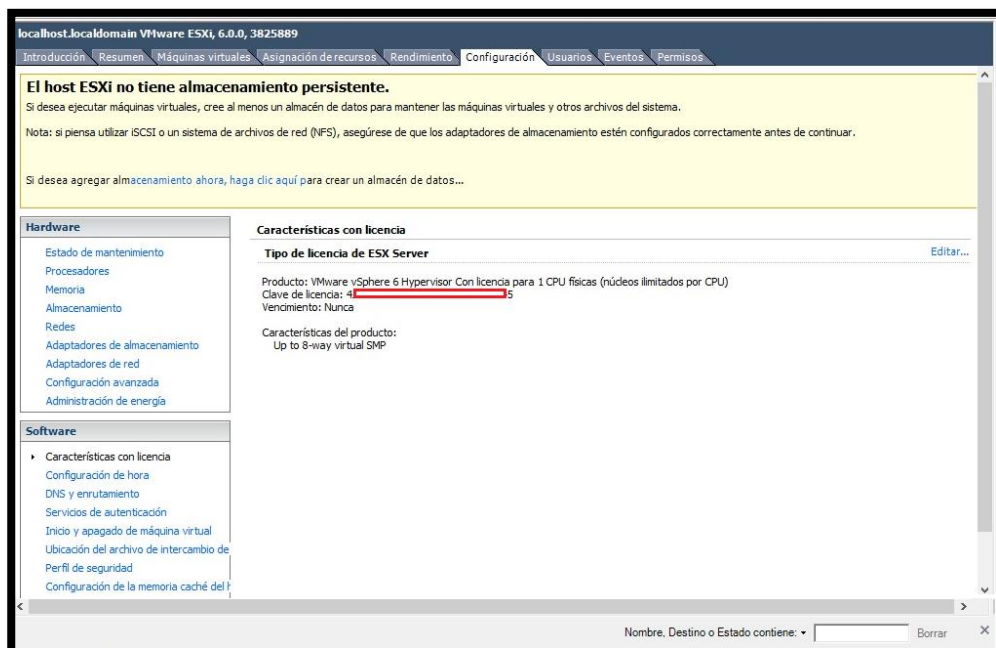 localhost.localdomain VMware ESXi, 6.0.0, 3825889
Introducción Resumen Máquinas virtuales Asignación de recursos Rendimiento Configuración Usuarios Eventos Permisos
El host ESXi no tiene almacenamiento persistente.
Si desea ejecutar máquinas virtuales, cree al menos un almacén de datos para mantener las máquinas virtuales y otros archivos del sistema.
Nota: si piensa utilizar iSCSI o un sistema de archivos de red (NFS), asegúrese de que los adaptadores de almacenamiento estén configurados correctamente antes de continuar.
Si desea agregar almacenamiento ahora, haga clic aquí para crear un almacén de datos...
Hardware
Estado de mantenimiento
Procesadores
Memoria
Almacenamiento
Redes
Adaptadores de almacenamiento
Adaptadores de red
Configuración avanzada
Administración de energía
Software
Características con licencia
Configuración de hora
DNS y enrutamiento
Servicios de autenticación
Inicio y apagado de máquina virtual
Ubicación del archivo de intercambio de
Perfil de seguridad
Configuración de la memoria caché del h
Características con licencia
Tipo de licencia de ESX Server
Editar...
Producto: VMware vSphere 6 Hypervisor Con licencia para 1 CPU físicas (núcleos ilimitados por CPU)
Clave de licencia: 4 5
Vencimiento: Nunca
Características del producto:
Up to 8-way virtual SMP
Nombre, Destino o Estado contiene: Borrar